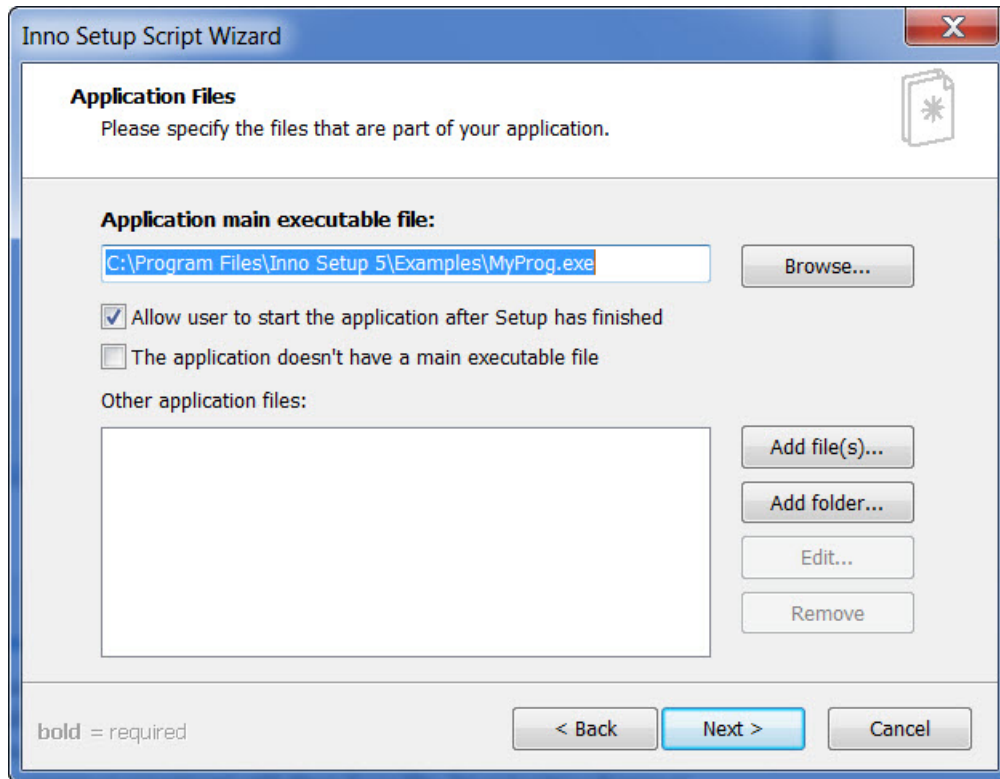 Inno Setup Script Wizard
Application Files
Please specify the files that are part of your application.
Application main executable file:
C:\Program Files\Inno Setup 5\Examples\MyProg.exe
Browse...
Allow user to start the application after Setup has finished
The application doesn't have a main executable file
Other application files:
Add file(s)...
Add folder...
Edit...
Remove
bold = required
< Back
Next >
Cancel